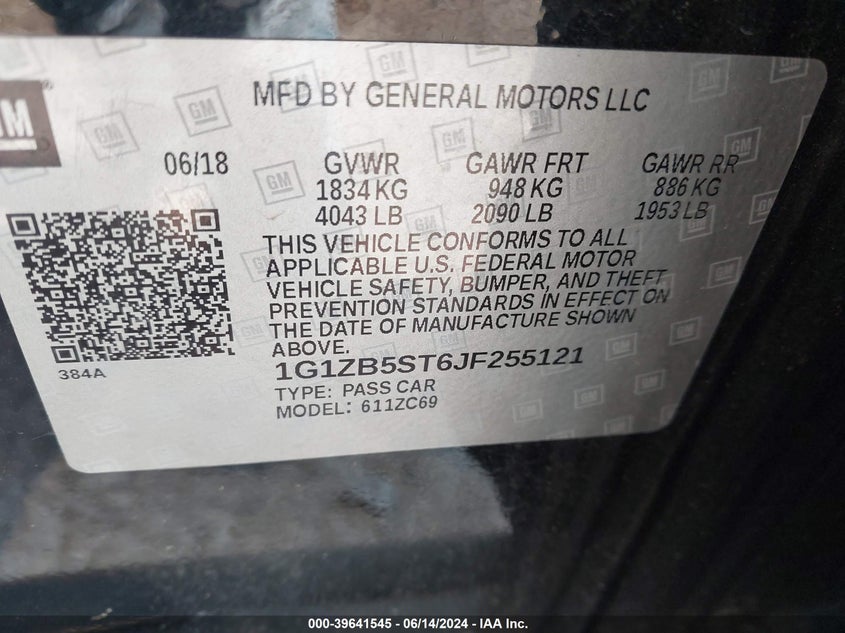 GM
®
MFD BY GENERAL MOTORS LLC
06/18 GVWR GAWR FRT GAWR RR
1834 KG 948 KG 886 KG
4043 LB 2090 LB 1953 LB
THIS VEHICLE CONFORMS TO ALL
APPLICABLE U.S. FEDERAL MOTOR
VEHICLE SAFETY, BUMPER, AND THEFT
PREVENTION STANDARDS IN EFFECT ON
THE DATE OF MANUFACTURE SHOWN
ABOVE.
384A
1G1ZB5ST6JF255121
TYPE: PASS CAR
MODEL: 611ZC69
000-39641545 - 06/14/2024 - IAA Inc.